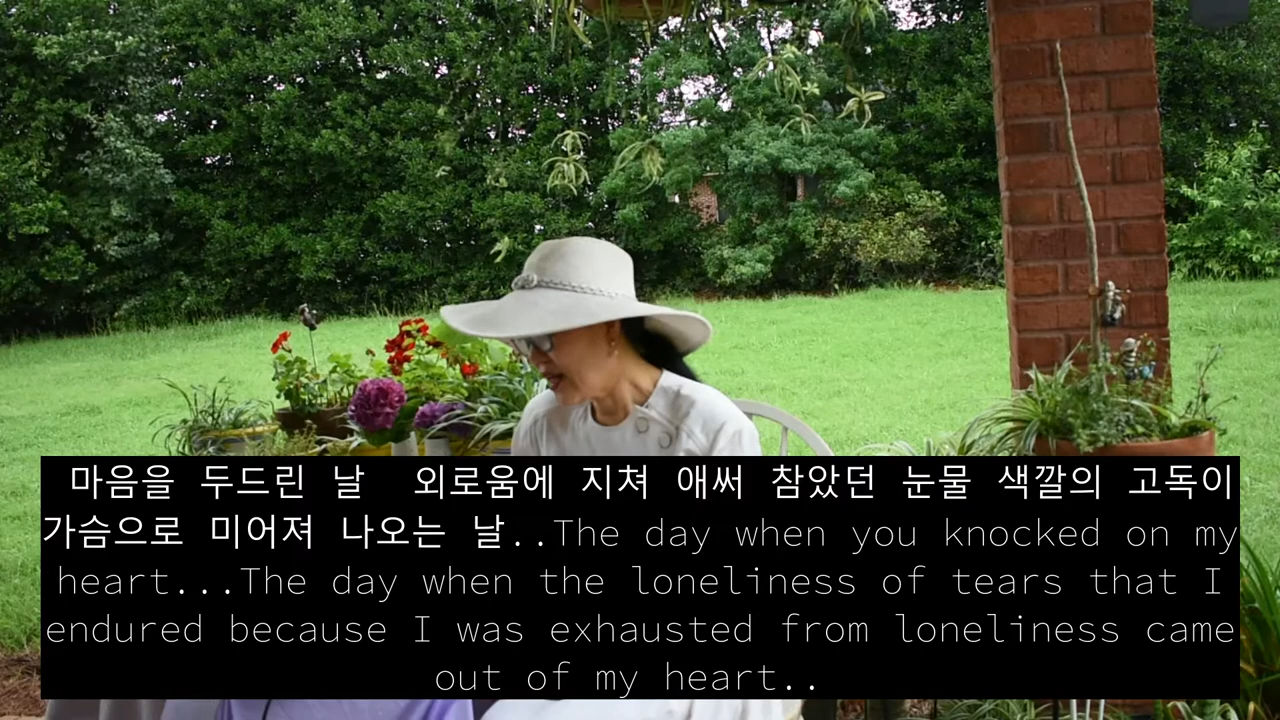 마음을 두드린 날  외로움에 지쳐 애써 참았던 눈물 색깔의 고독이
가슴으로 미어져 나오는 날..The day when you knocked on my
heart...The day when the loneliness of tears that I
endured because I was exhausted from loneliness came
out of my heart..